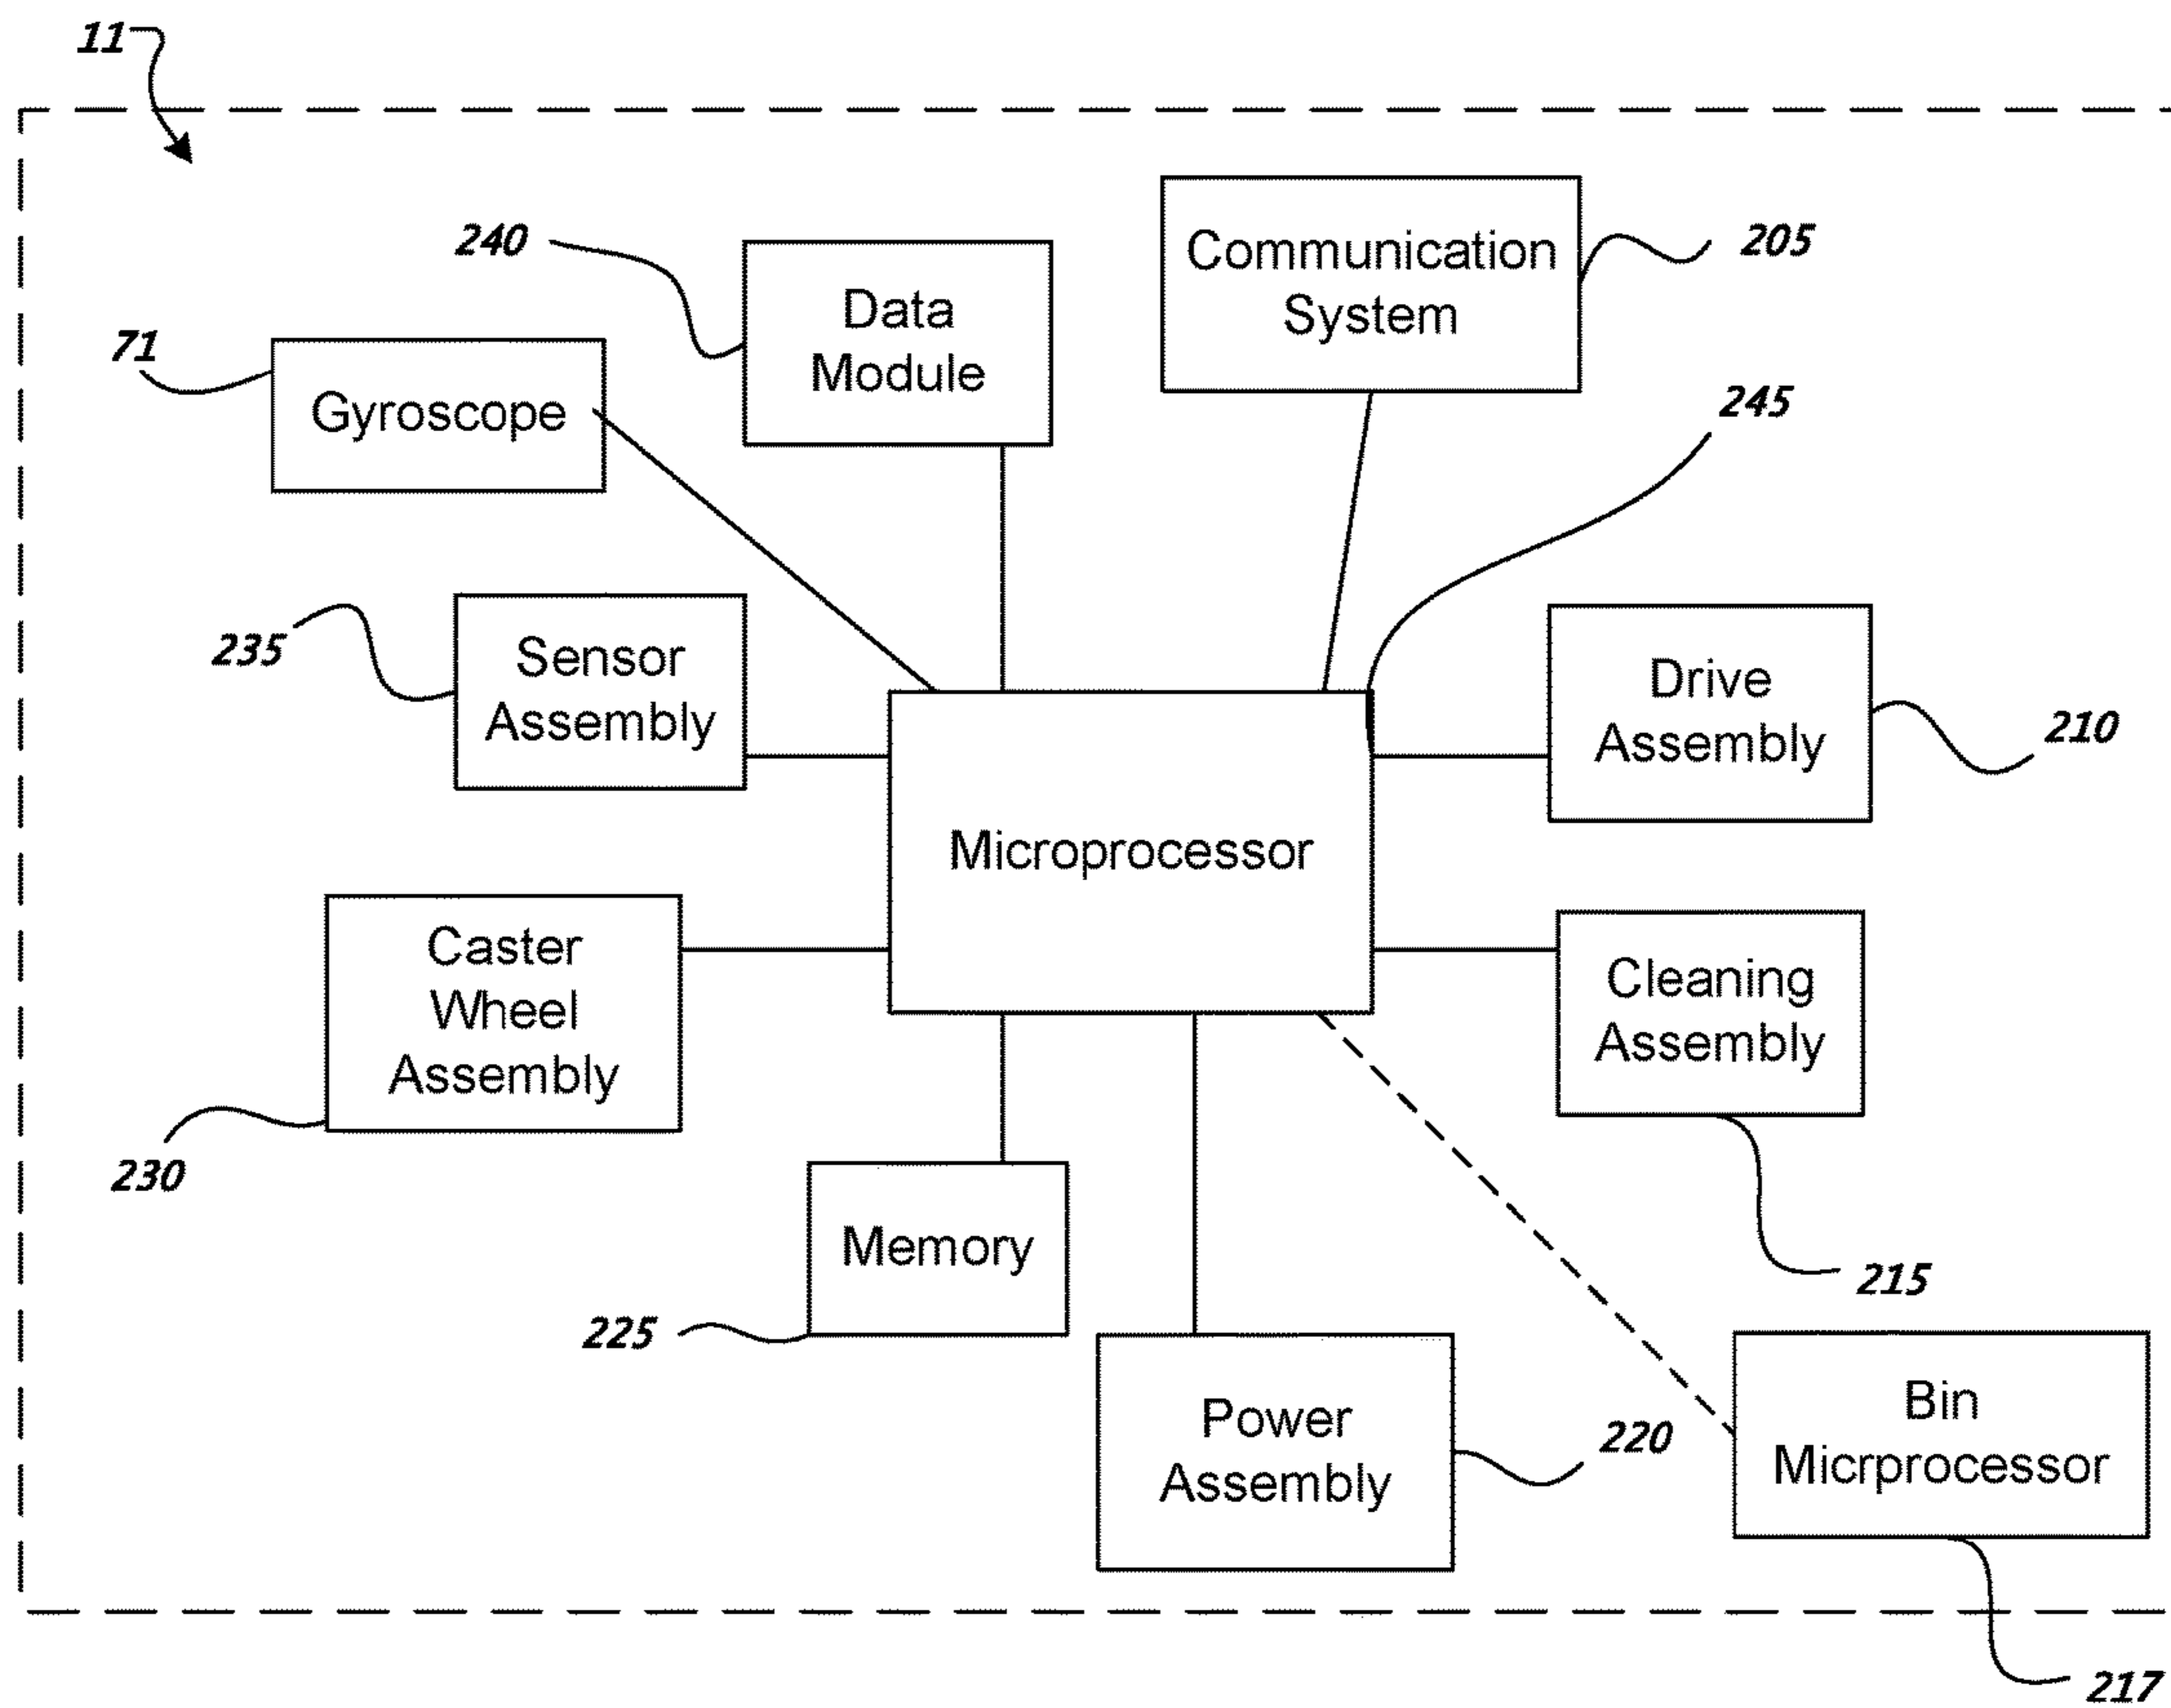 11
240
Data
Module
Communication
System
205
71
Gyroscope
245
235
Sensor
Assembly
Drive
Assembly
210
Microprocessor
Caster
Wheel
Assembly
230
Cleaning
Assembly
215
Memory
225
Power
Assembly
220
Bin
Micrprocessor
217